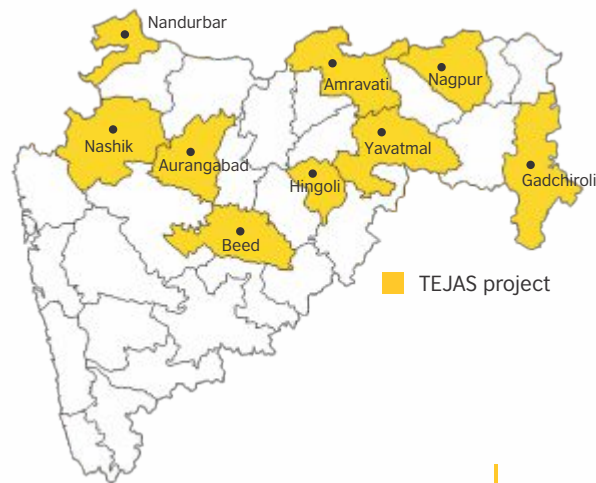 Nandurbar
Amravati
Nagpur
Nashik
Aurangabad
Yavatmal
Hingoli
Gadchiroli
Beed
TEJAS project